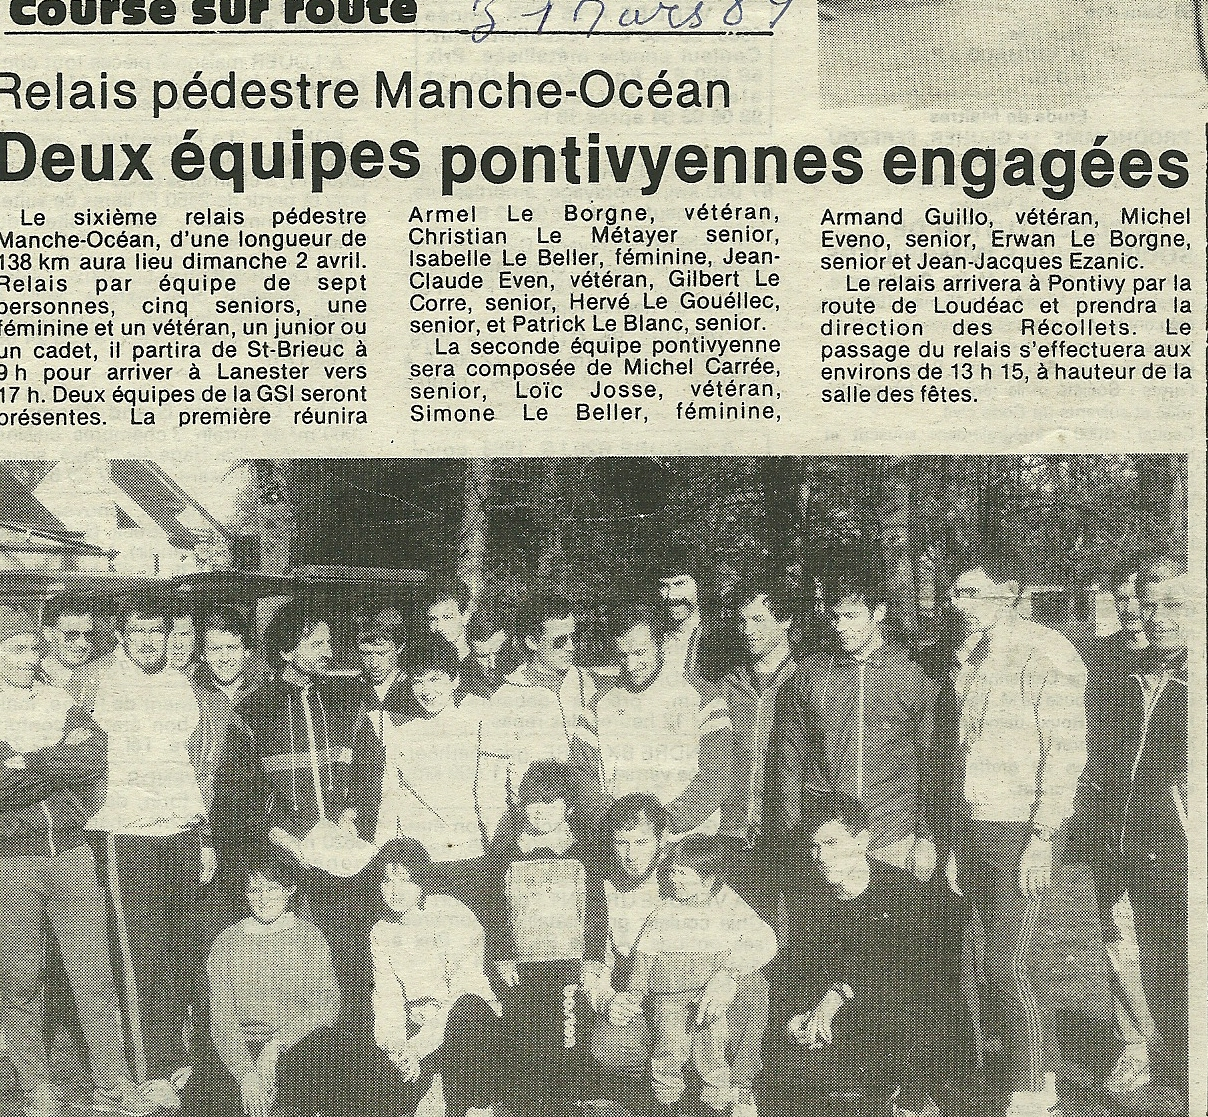 Course sur route
31 Mars 89
Relais pédestre Manche-Océan
Deux équipes pontivyennes engagées
Le sixième relais pédestre
Manche-Océan, d'une longueur de
138 km aura lieu dimanche 2 avril.
Relais par équipe de sept
personnes, cinq seniors, une
féminine et un vétéran, un junior ou
un cadet, il partira de St-Brieuc à
9 h pour arriver à Lanester vers
17 h. Deux équipes de la GSI seront
présentes. La première réunira
Armel Le Borgne, vétéran,
Christian Le Métayer senior,
Isabelle Le Beller, féminine, Jean-
Claude Even, vétéran, Gilbert Le
Corre, senior, Hervé Le Gouéllec,
senior, et Patrick Le Blanc, senior.
La seconde équipe pontivyenne
sera composée de Michel Carrée,
senior, Loïc Josse, vétéran,
Simone Le Beller, féminine,
Armand Guillo, vétéran, Michel
Eveno, senior, Erwan Le Borgne,
senior et Jean-Jacques Ezanic.
Le relais arrivera à Pontivy par la
route de Loudéac et prendra la
direction des Récollets. Le
passage du relais s'effectuera aux
environs de 13 h 15, à hauteur de la
salle des fêtes.